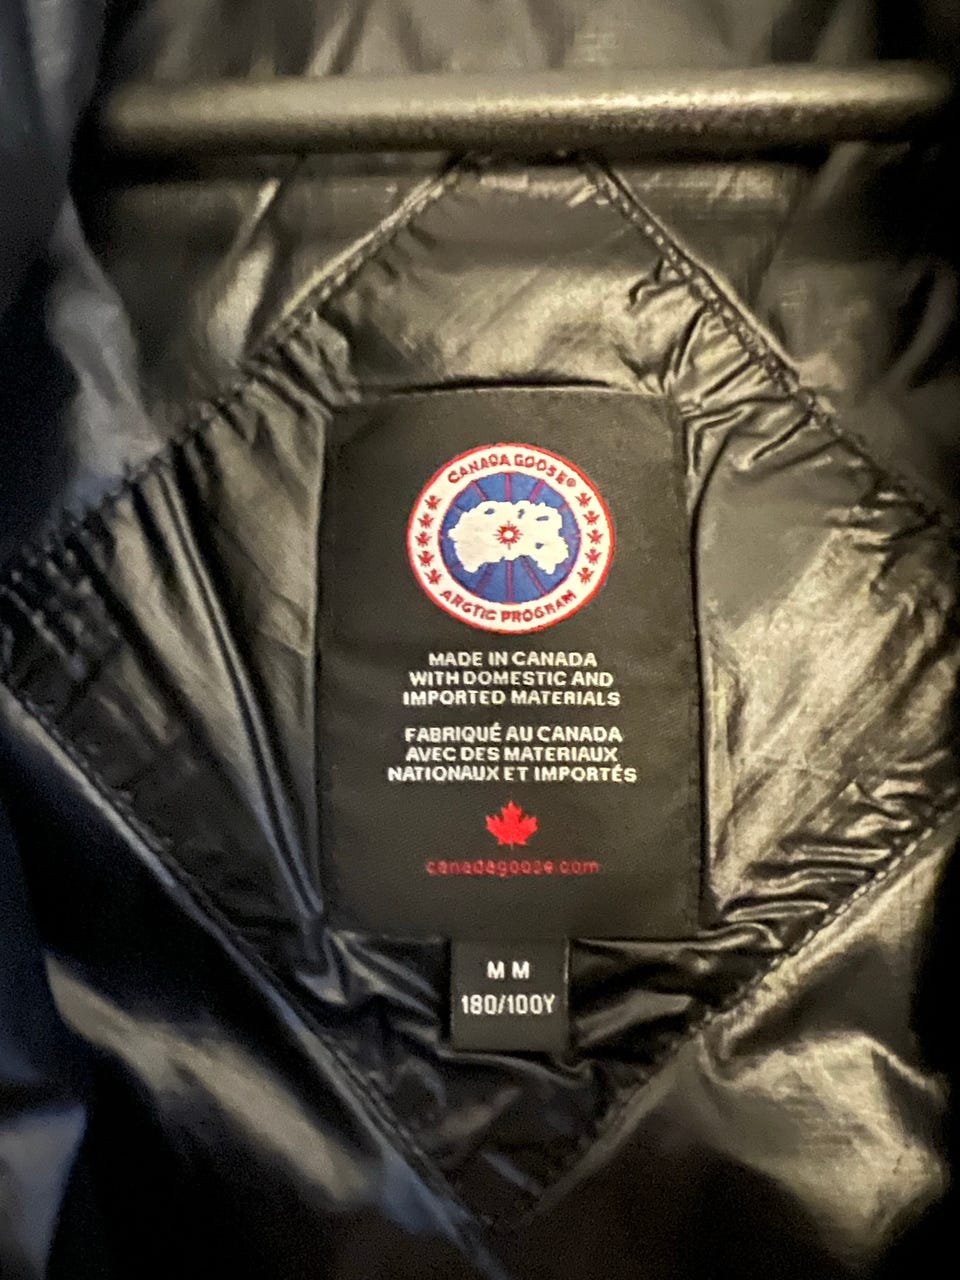 CANADA GOOSE®
ARCTIC PROGRAM
MADE IN CANADA
WITH DOMESTIC AND
IMPORTED MATERIALS
FABRIQUÉ AU CANADA
AVEC DES MATERIAUX
NATIONAUX ET IMPORTÉS
canadagoose.com
M M
180/100Y